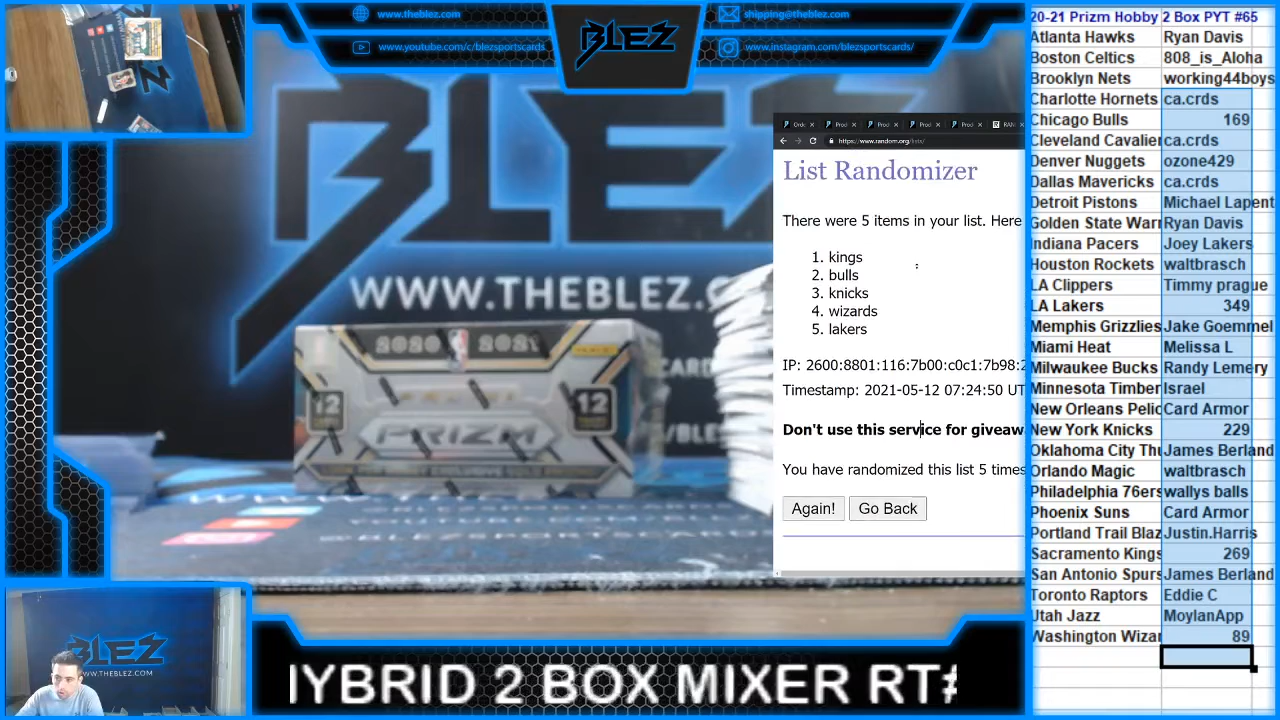 www.theblez.com
shipping@theblez.com
www.youtube.com/c/blezsportscards
www.instagram.com/blezsportscards/
BLEZ
BLEZ
WWW.THEBLEZ.C
2020 2021
12
PRIZM
12
https://www.random.org/lists/
List Randomizer
There were 5 items in your list. Here
1. kings
2. bulls
3. knicks
4. wizards
5. lakers
IP: 2600:8801:116:7b00:c0c1:7b98:2
Timestamp: 2021-05-12 07:24:50 UT
Don't use this service for giveaw
You have randomized this list 5 times
Again! Go Back
20-21 Prizm Hobby 2 Box PYT #65
Atlanta Hawks Ryan Davis
Boston Celtics 808_is_Aloha
Brooklyn Nets working44boys
Charlotte Hornets ca.crds
Chicago Bulls 169
Cleveland Cavalier ca.crds
Denver Nuggets ozone429
Dallas Mavericks ca.crds
Detroit Pistons Michael Lapent
Golden State Warr Ryan Davis
Indiana Pacers Joey Lakers
Houston Rockets waltbrasch
LA Clippers Timmy prague
LA Lakers 349
Memphis Grizzlies Jake Goemmel
Miami Heat Melissa L
Milwaukee Bucks Randy Lemery
Minnesota Timber Israel
New Orleans Pelic Card Armor
New York Knicks 229
Oklahoma City Thu James Berland
Orlando Magic waltbrasch
Philadelphia 76ers wallys balls
Phoenix Suns Card Armor
Portland Trail Blaz Justin.Harris
Sacramento Kings 269
San Antonio Spurs James Berland
Toronto Raptors Eddie C
Utah Jazz MoylanApp
Washington Wizar 89
BLEZ
WWW.THEBLEZ.COM
HYBRID 2 BOX MIXER RT#